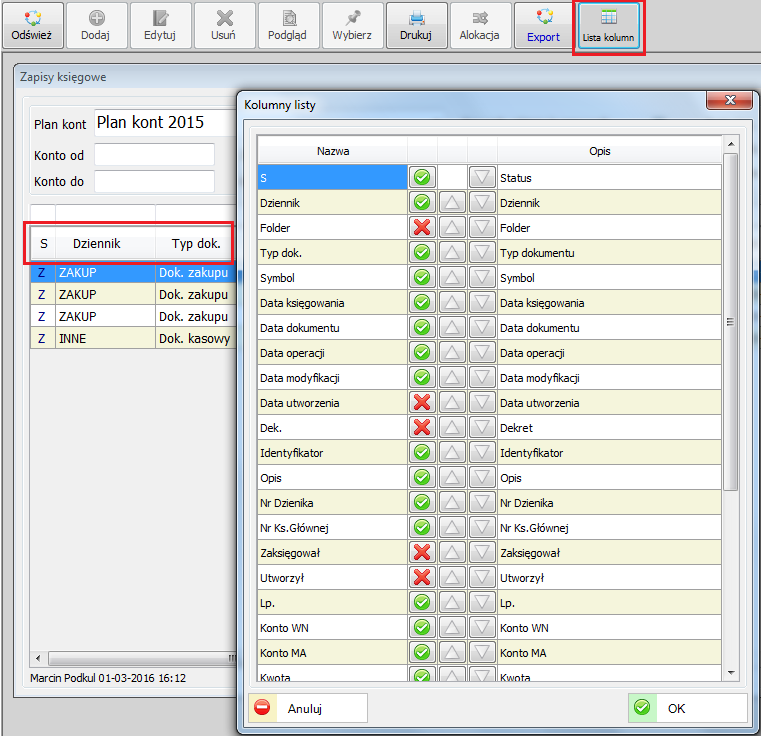 Odśwież Dodaj Edytuj Usuń Podgląd Wybierz Drukuj Alokacja Export Lista kolumn
Zapisy księgowe
Plan kont Plan kont 2015
Konto od
Konto do
S Dziennik Typ dok.
Z ZAKUP Dok. zakupu
Z ZAKUP Dok. zakupu
Z ZAKUP Dok. zakupu
Z INNE Dok. kasowy
Marcin Podkul 01-03-2016 16:12
Kolumny listy
Nazwa Opis
S Status
Dziennik Dziennik
Folder Folder
Typ dok. Typ dokumentu
Symbol Symbol
Data księgowania Data księgowania
Data dokumentu Data dokumentu
Data operacji Data operacji
Data modyfikacji Data modyfikacji
Data utworzenia Data utworzenia
Dek. Dekret
Identyfikator Identyfikator
Opis Opis
Nr Dzienika Nr Dzienika
Nr Ks.Głównej Nr Ks.Głównej
Zaksięgował Zaksięgował
Utworzył Utworzył
Lp. Lp.
Konto WN Konto WN
Konto MA Konto MA
Kwota Kwota
Anuluj OK